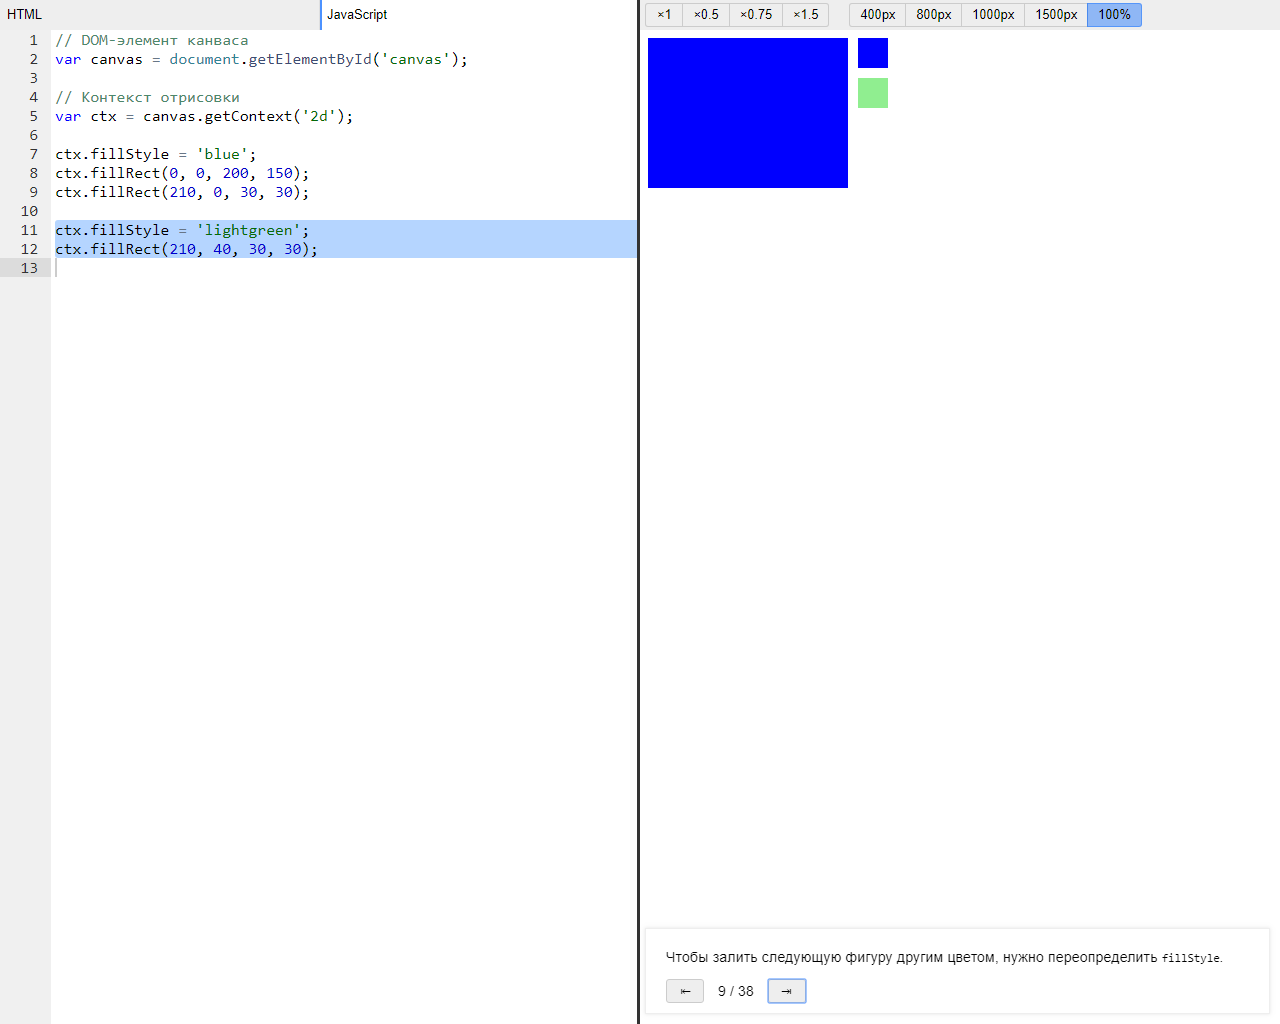 HTML
JavaScript
×1 ×0.5 ×0.75 ×1.5 400px 800px 1000px 1500px 100%
1 // DOM-элемент канваса
2 var canvas = document.getElementById('canvas');
3
4 // Контекст отрисовки
5 var ctx = canvas.getContext('2d');
6
7 ctx.fillStyle = 'blue';
8 ctx.fillRect(0, 0, 200, 150);
9 ctx.fillRect(210, 0, 30, 30);
10
11 ctx.fillStyle = 'lightgreen';
12 ctx.fillRect(210, 40, 30, 30);
13
Чтобы залить следующую фигуру другим цветом, нужно переопределить fillStyle.
⇤ 9 / 38 ⇥